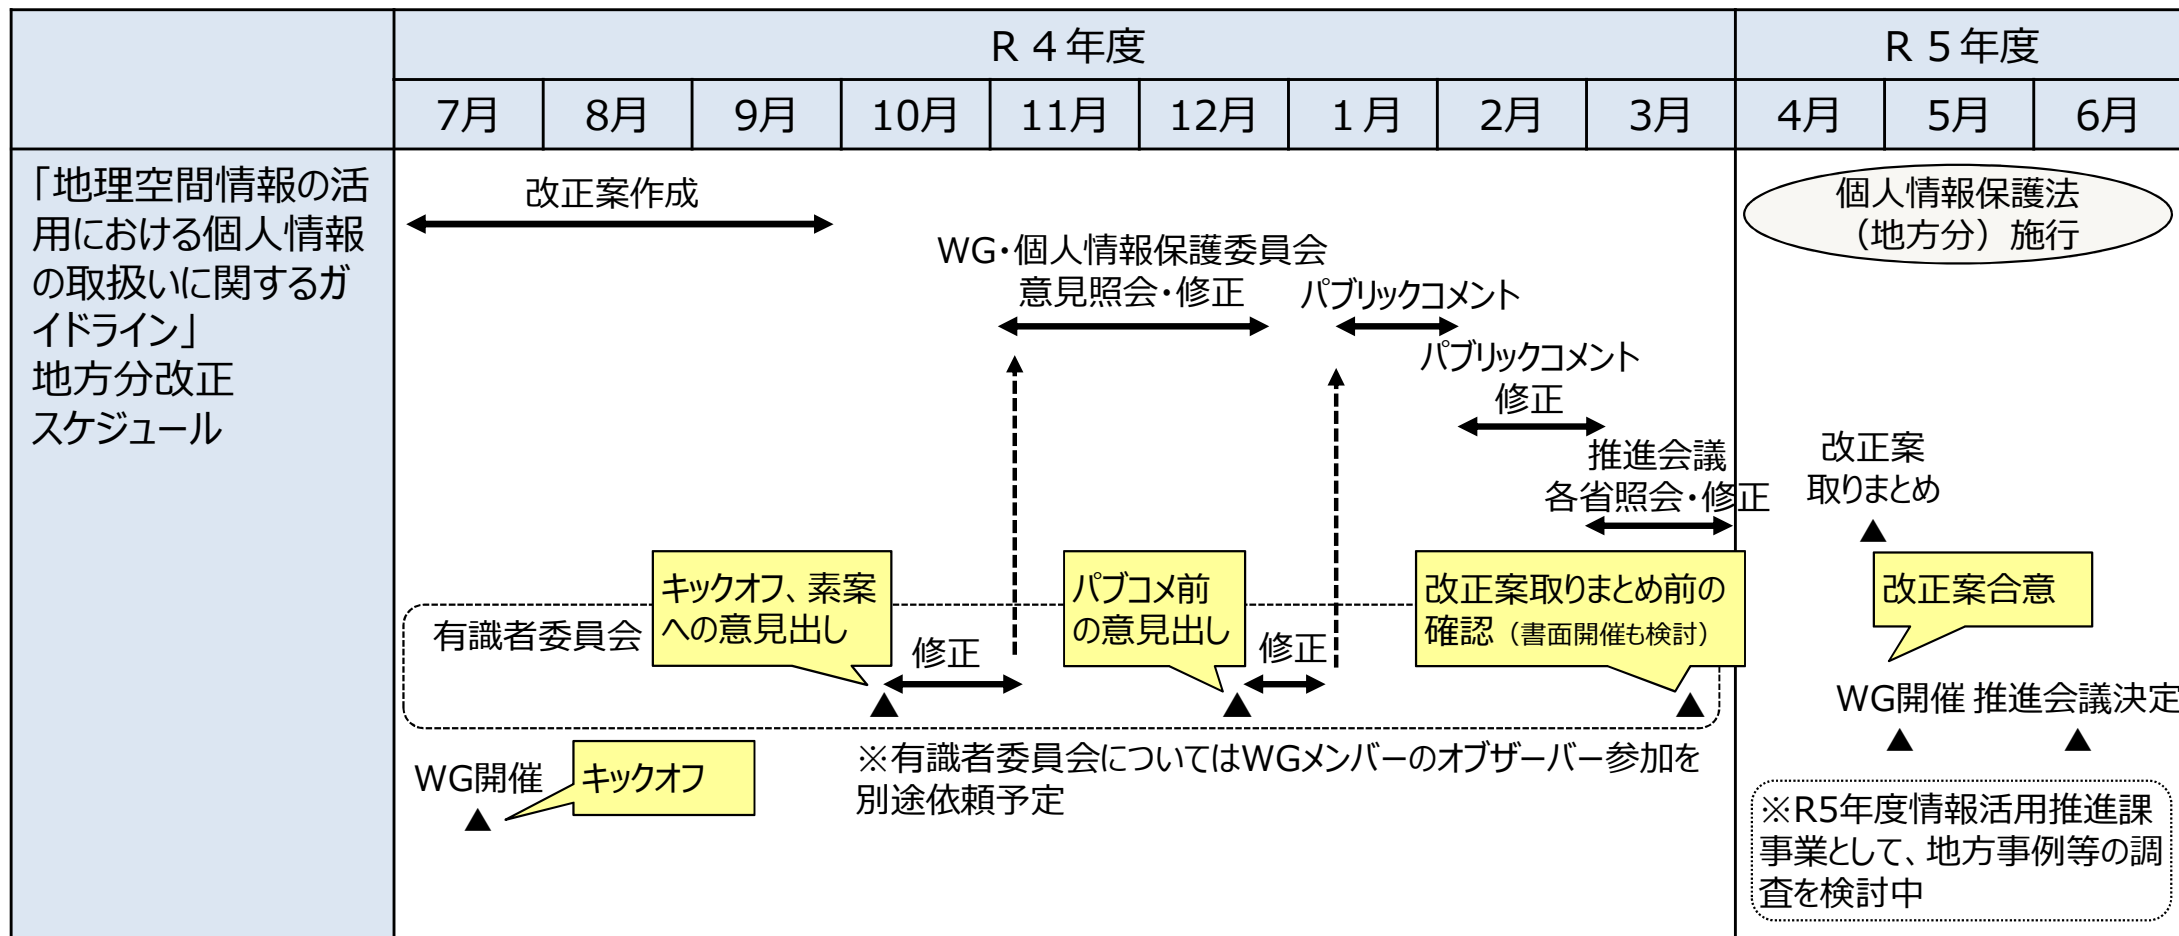 R４年度
R５年度
7月
8月
9月
10月
11月
12月
１月
2月
3月
4月
5月
6月
「地理空間情報の活
用における個人情報
の取扱いに関するガ
イドライン」
地方分改正
スケジュール
改正案作成
WG・個人情報保護委員会
意見照会・修正
パブリックコメント
パブリックコメント
修正
推進会議
各省照会・修正
個人情報保護法
（地方分）施行
改正案
取りまとめ
有識者委員会
キックオフ、素案
への意見出し
修正
パブコメ前
の意見出し
修正
改正案取りまとめ前の
確認（書面開催も検討）
改正案合意
WG開催
推進会議決定
WG開催
キックオフ
※有識者委員会についてはWGメンバーのオブザーバー参加を
別途依頼予定
※R5年度情報活用推進課
事業として、地方事例等の調
査を検討中